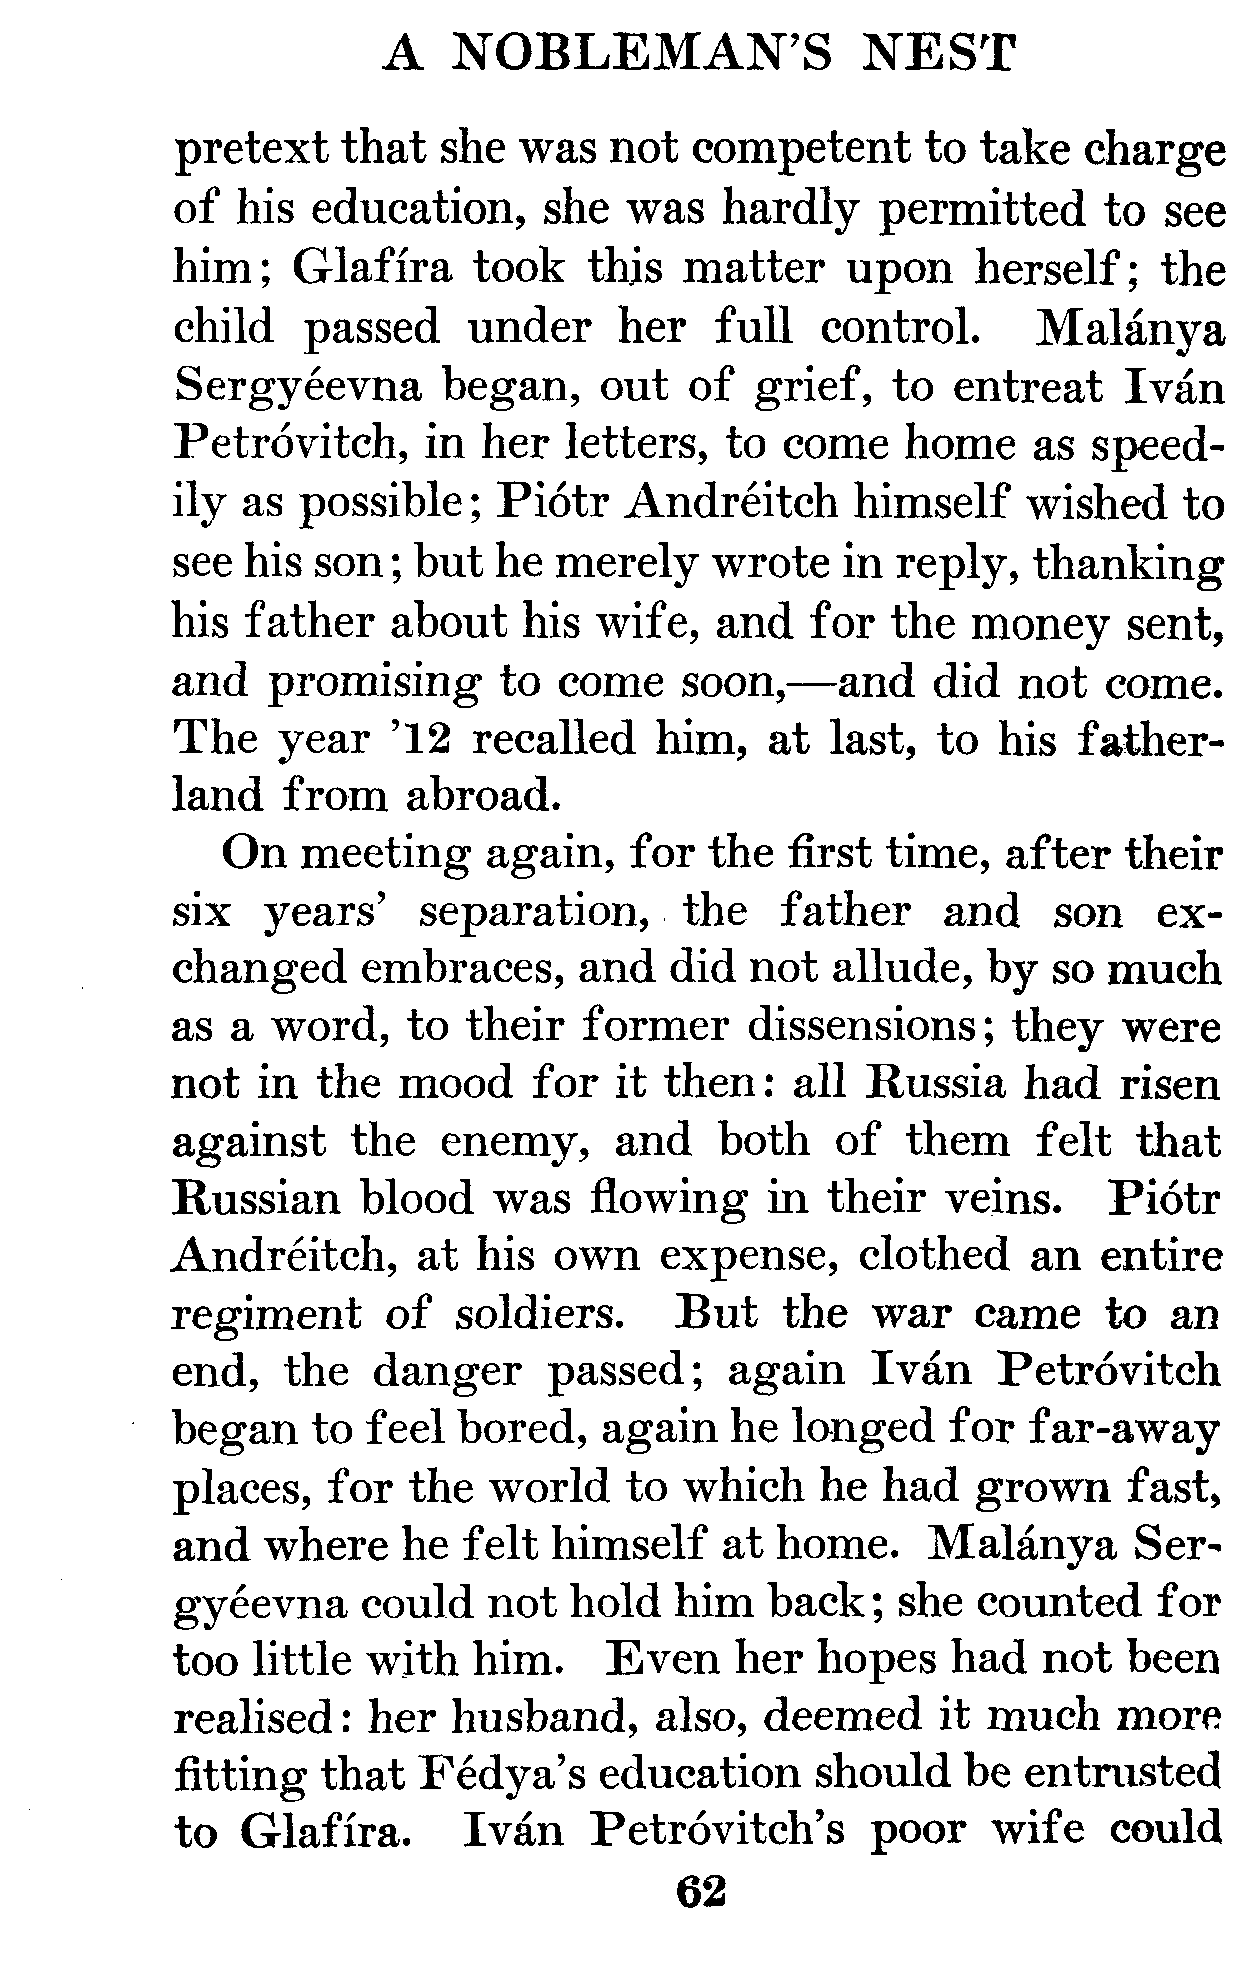 A NOBLEMAN'S NEST
pretext that she was not competent to take charge
of his education, she was hardly permitted to see
him; Glafíra took this matter upon herself; the
child passed under her full control. Malánya
Sergyéevna began, out of grief, to entreat Iván
Petróvitch, in her letters, to come home as speed-
ily as possible; Piótr Andréitch himself wished to
see his son; but he merely wrote in reply, thanking
his father about his wife, and for the money sent,
and promising to come soon,—and did not come.
The year '12 recalled him, at last, to his father-
land from abroad.
On meeting again, for the first time, after their
six years' separation, the father and son ex-
changed embraces, and did not allude, by so much
as a word, to their former dissensions; they were
not in the mood for it then: all Russia had risen
against the enemy, and both of them felt that
Russian blood was flowing in their veins. Piótr
Andréitch, at his own expense, clothed an entire
regiment of soldiers. But the war came to an
end, the danger passed; again Iván Petróvitch
began to feel bored, again he longed for far-away
places, for the world to which he had grown fast,
and where he felt himself at home. Malánya Ser-
gyéevna could not hold him back; she counted for
too little with him. Even her hopes had not been
realised: her husband, also, deemed it much more
fitting that Fédya's education should be entrusted
to Glafíra. Iván Petróvitch's poor wife could
62